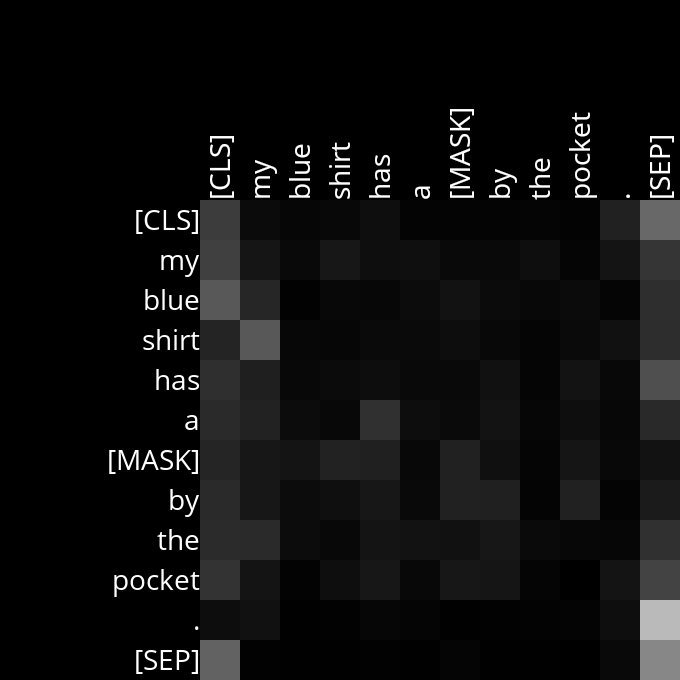 [CLS] my blue shirt has a [MASK] by the pocket . [SEP]
[CLS]
my
blue
shirt
has
a
[MASK]
by
the
pocket
.
[SEP]